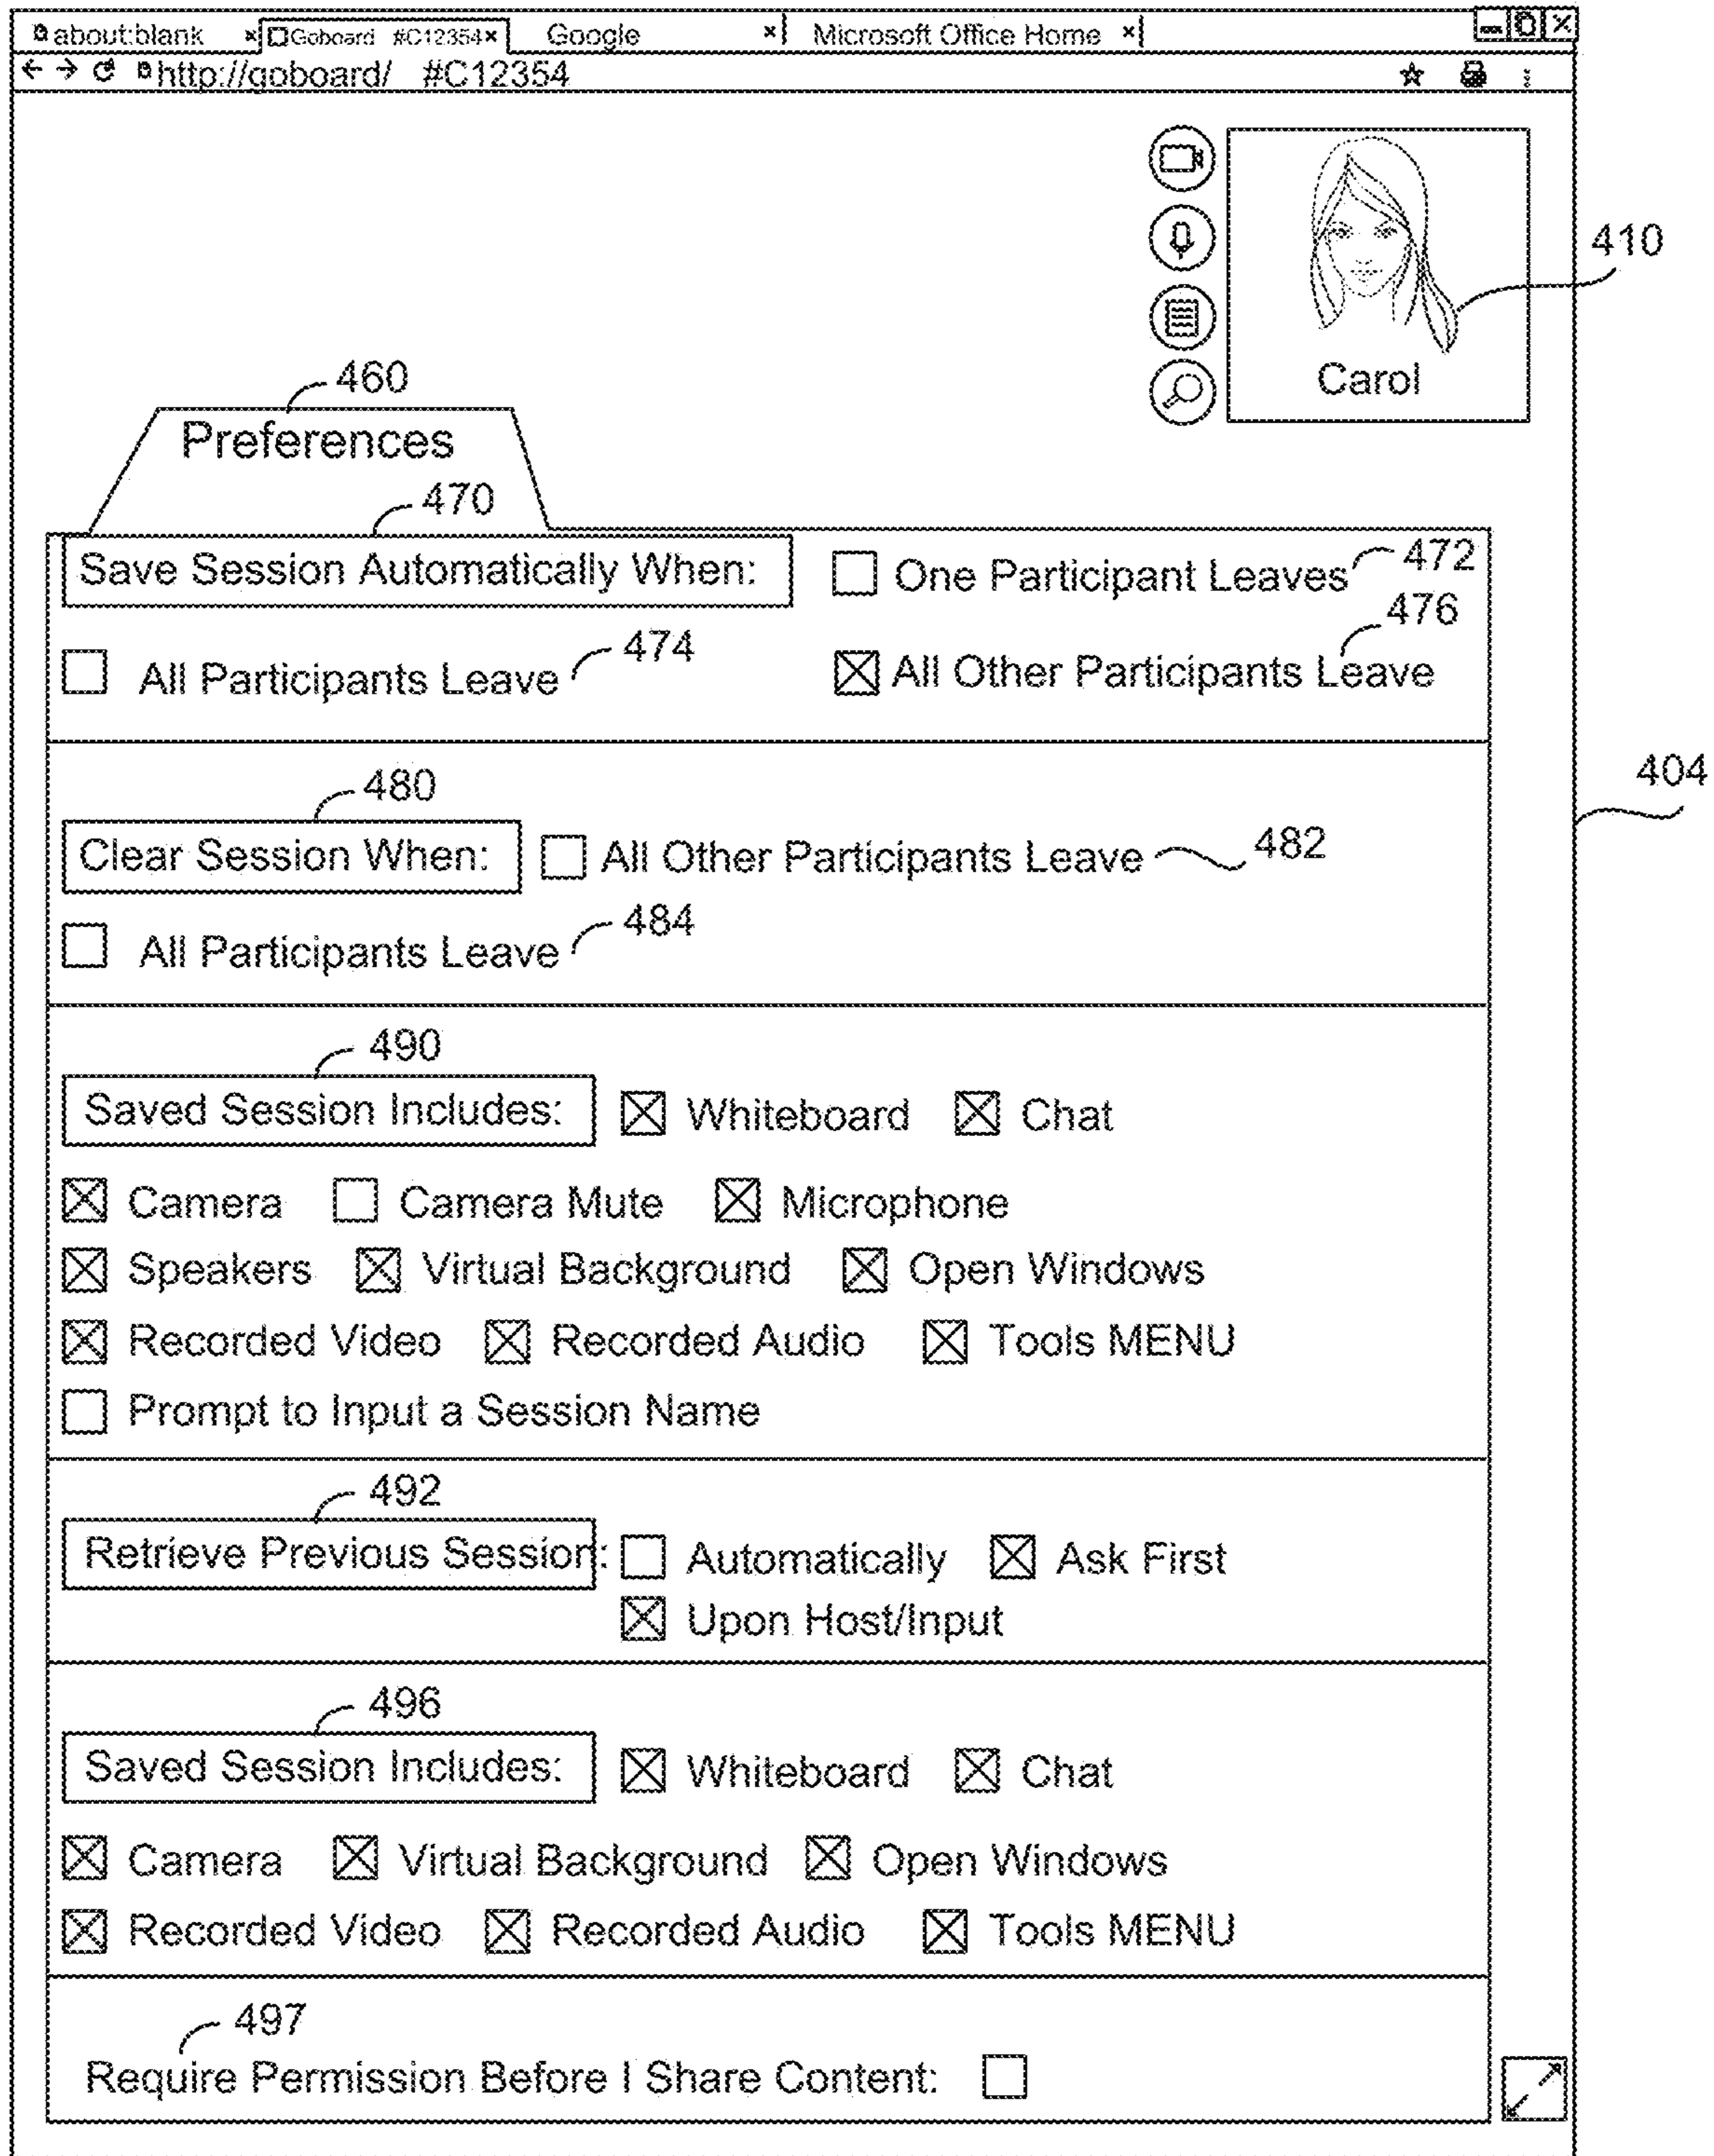 about:blank × Goboard #C12354 × Google × Microsoft Office Home ×
http://goboard/ #C12354
410
Carol
460
Preferences
470
Save Session Automatically When: One Participant Leaves 472
476
All Participants Leave 474 All Other Participants Leave
404
480
Clear Session When: All Other Participants Leave 482
484
All Participants Leave
490
Saved Session Includes: Whiteboard Chat
Camera Camera Mute Microphone
Speakers Virtual Background Open Windows
Recorded Video Recorded Audio Tools MENU
Prompt to Input a Session Name
492
Retrieve Previous Session: Automatically Ask First
Upon Host/Input
496
Saved Session Includes: Whiteboard Chat
Camera Virtual Background Open Windows
Recorded Video Recorded Audio Tools MENU
497
Require Permission Before I Share Content: